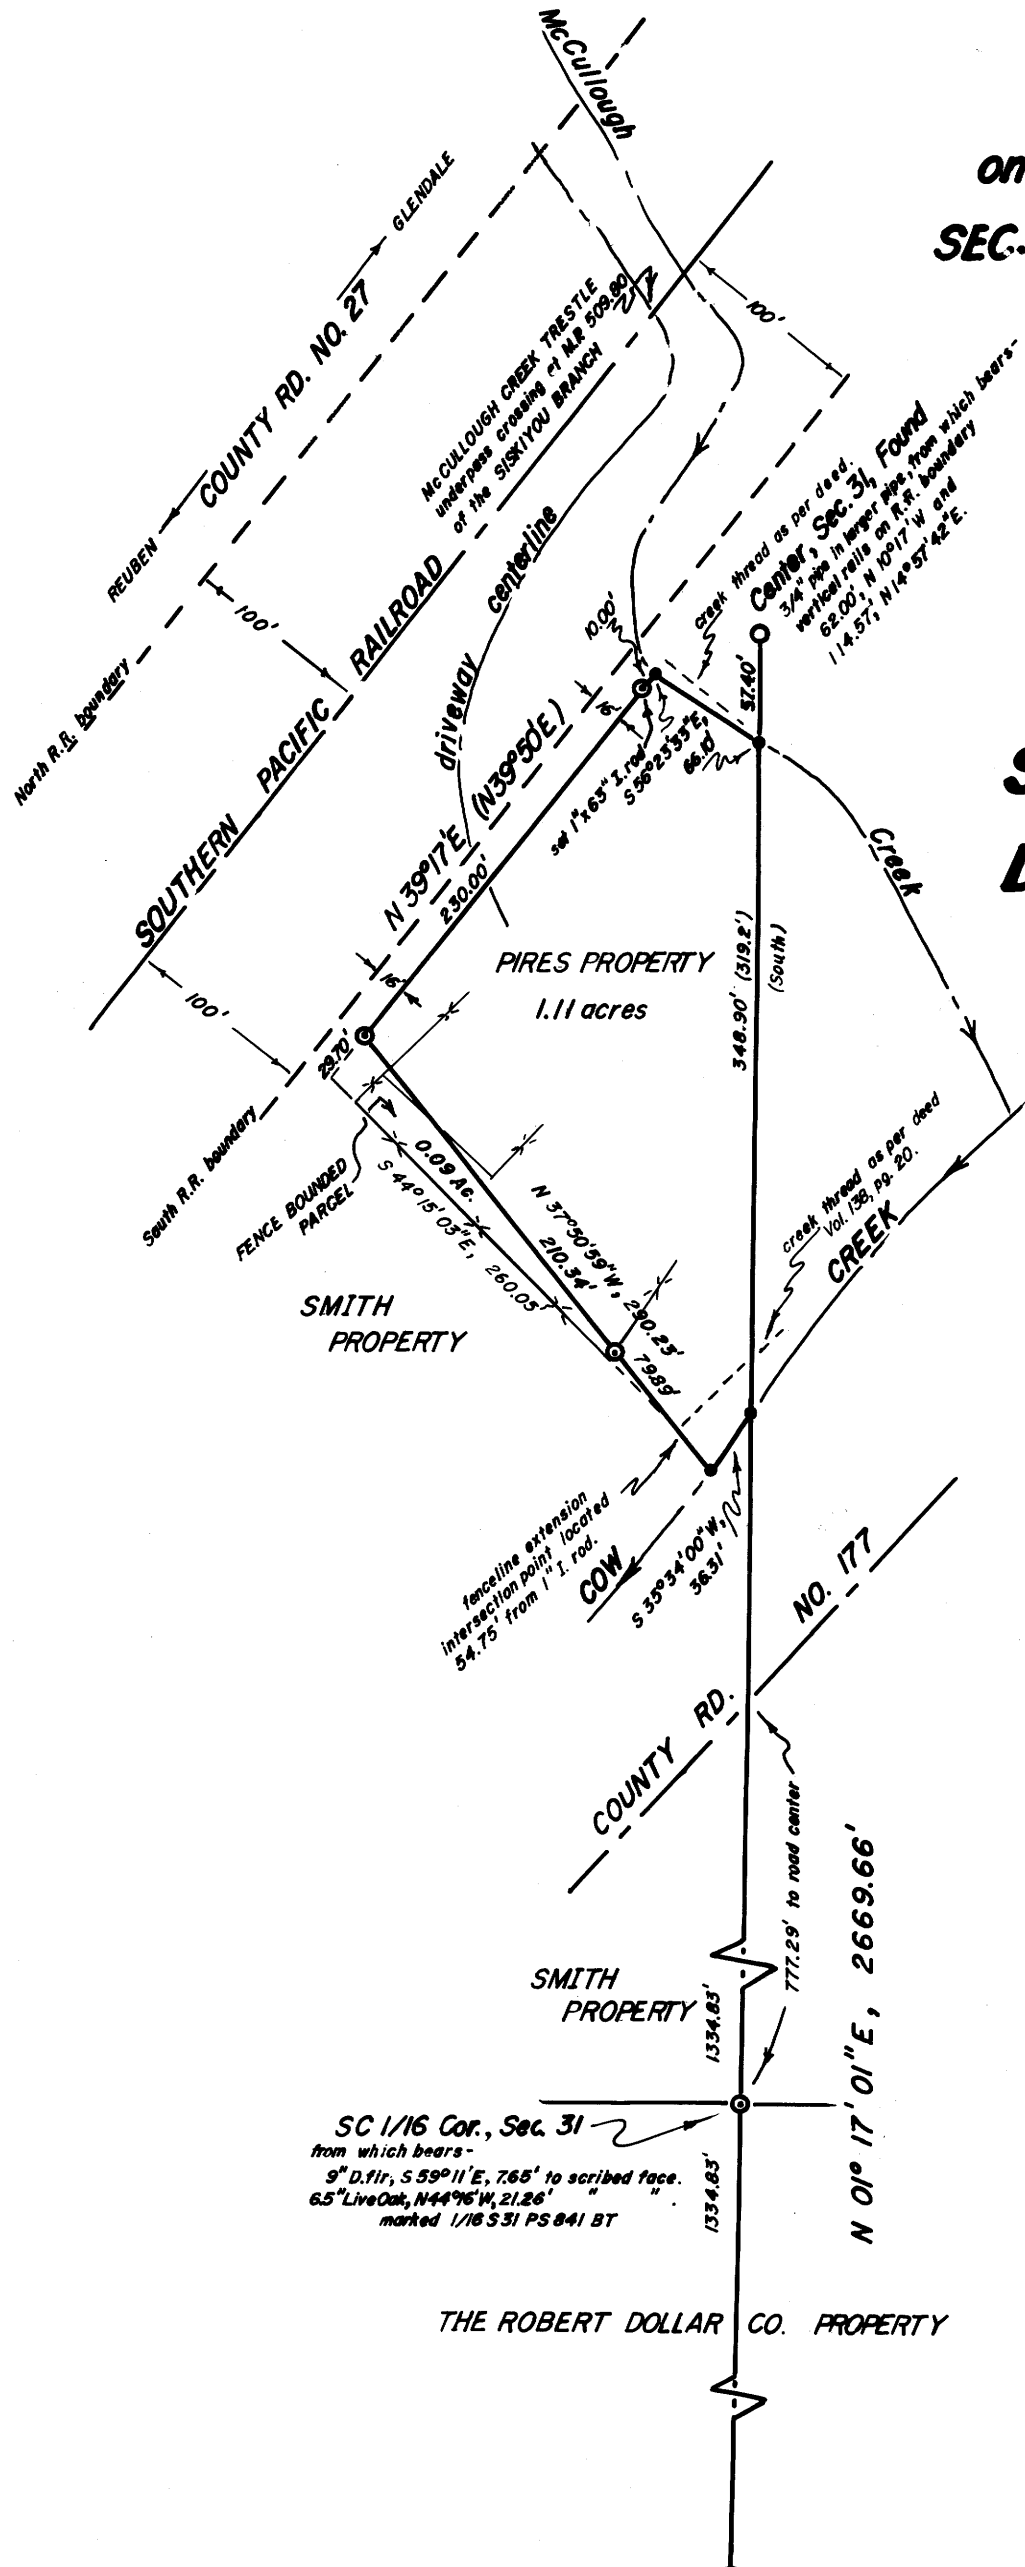 McCullough
on
SEC.
GLENDALE
COUNTY RD. NO. 27
REUBEN
McCULLOUGH CREEK TRESTLE
underpass crossing at M.P. 509.80
of the SISKIYOU BRANCH
100'
100'
North R.R. boundary
SOUTHERN PACIFIC RAILROAD
driveway centerline
creek thread as per deed.
Center, Sec. 31, Found
3/4" pipe in larger pipe, from which bears-
vertical rails on R.R. boundary
62.00', N 10°17'W and
114.57', N 14°57'42"E.
10.00'
57.40'
16'
set 1"x63" I. rod
S 56°23'33"E,
66.10'
N 39°17'E (N39°50'E)
230.00'
Creek
100'
16'
PIRES PROPERTY
1.11 acres
348.90' (319.2')
(South)
29.70'
South R.R. boundary
FENCE BOUNDED
PARCEL
0.09 Ac.
S 44°15'03"E, 260.05'
N 37°50'59"W, 290.23'
210.34'
79.89'
creek thread as per deed
Vol. 138, pg. 20.
CREEK
SMITH
PROPERTY
fenceline extension
intersection point located
54.75' from 1" I. rod.
COW
S 35°34'00"W,
36.31'
COUNTY RD. NO. 177
777.29' to road center
N 01° 17' 01" E, 2669.66'
SMITH
PROPERTY
1334.83'
SC 1/16 Cor., Sec. 31
from which bears-
9" D.fir, S 59°11'E, 7.65' to scribed face.
6.5" Live Oak, N44°16'W, 21.26' " " .
marked 1/16 S31 PS 841 BT
1334.83'
THE ROBERT DOLLAR CO. PROPERTY